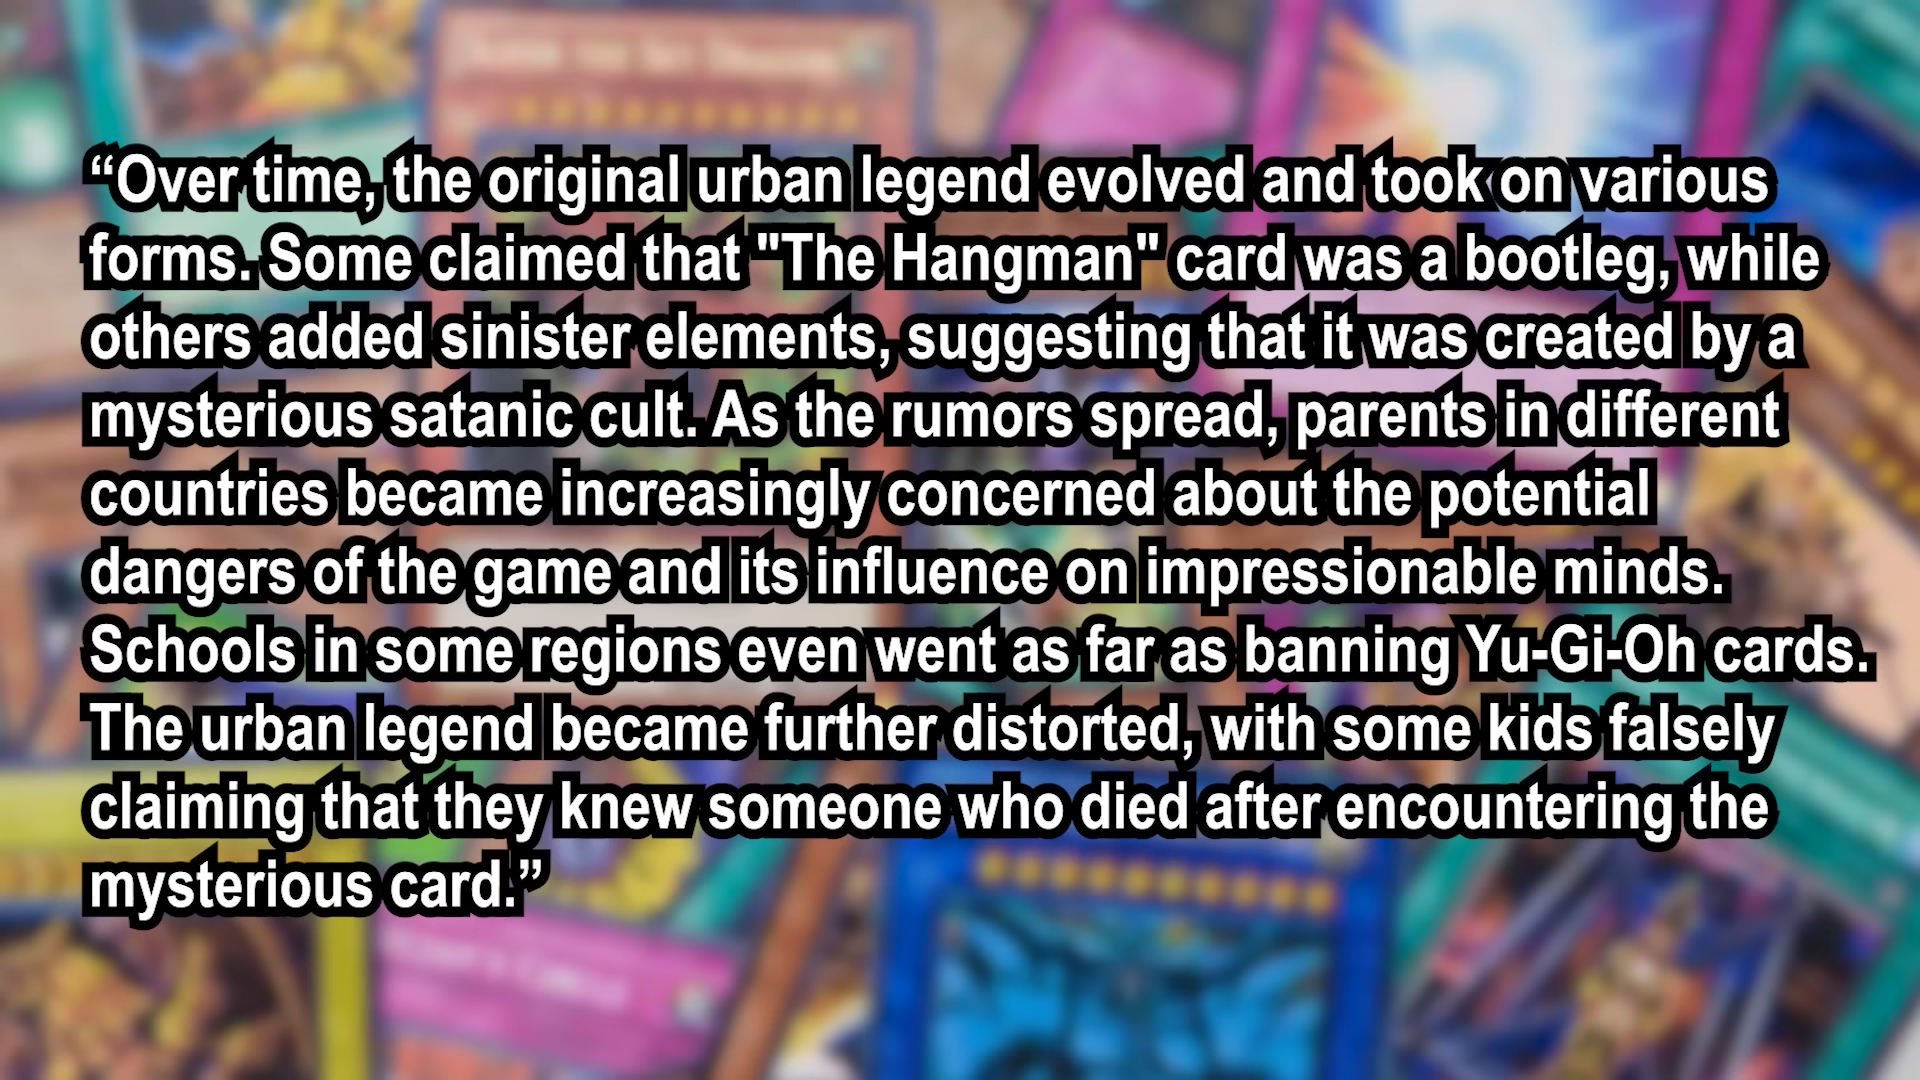 “Over time, the original urban legend evolved and took on various
forms. Some claimed that "The Hangman" card was a bootleg, while
others added sinister elements, suggesting that it was created by a
mysterious satanic cult. As the rumors spread, parents in different
countries became increasingly concerned about the potential
dangers of the game and its influence on impressionable minds.
Schools in some regions even went as far as banning Yu-Gi-Oh cards.
The urban legend became further distorted, with some kids falsely
claiming that they knew someone who died after encountering the
mysterious card.”